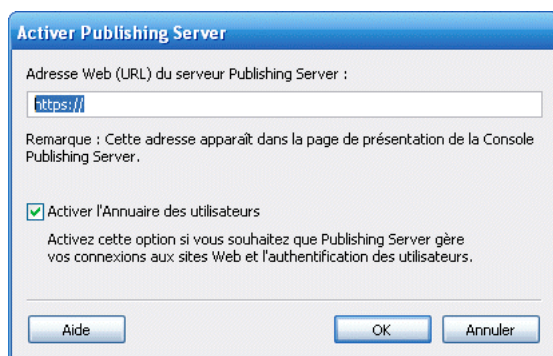 Activer Publishing Server
Adresse Web (URL) du serveur Publishing Server :
https://
Remarque : Cette adresse apparaît dans la page de présentation de la Console
Publishing Server.
Activer l'Annuaire des utilisateurs
Activez cette option si vous souhaitez que Publishing Server gère
vos connexions aux sites Web et l'authentification des utilisateurs.
Aide
OK
Annuler